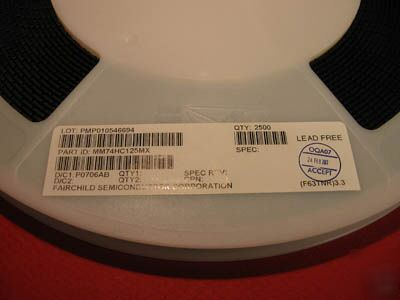 LOT: PMP010546694
QTY: 2500
PART ID: MM74HC125MX
SPEC:
LEAD FREE
D/C1: P0706AB QTY1: SPEC REV:
D/C2: QTY2: CPN:
FAIRCHILD SEMICONDUCTOR CORPORATION
OQA07
ACCEPT
(F63TNR)3.3